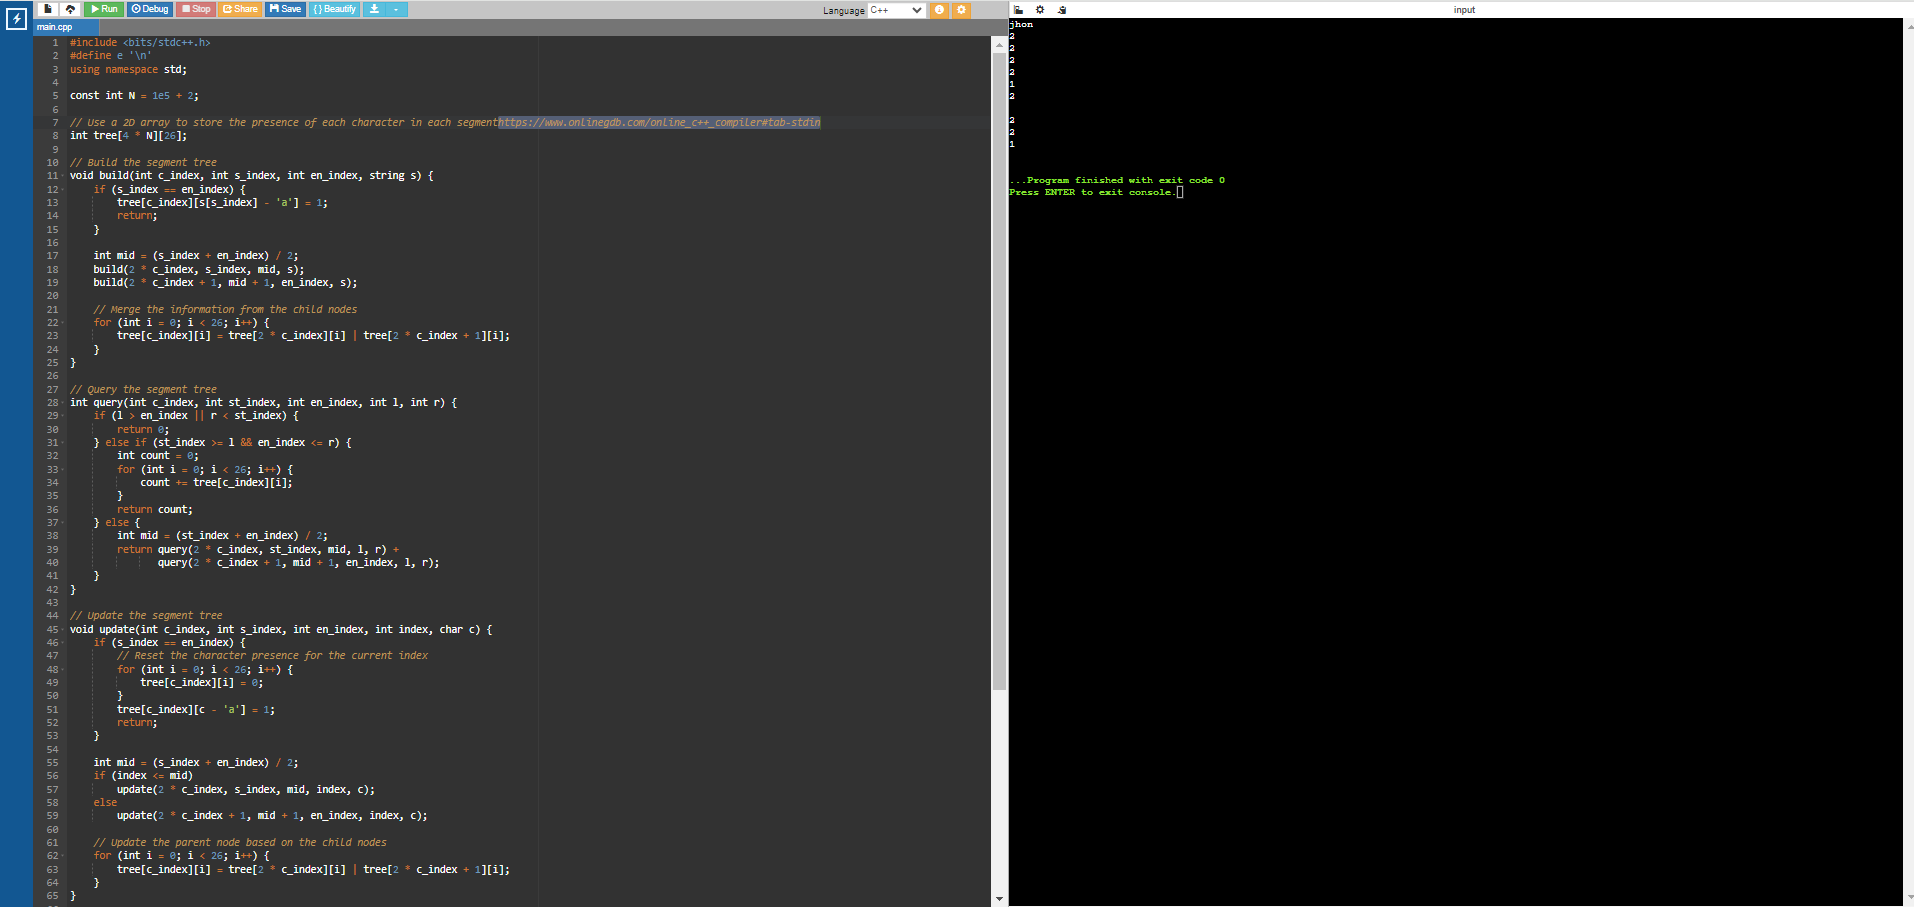 Run Debug Stop Share Save { } Beautify Language C++
main.cpp
1 #include <bits/stdc++.h>
2 #define e '\n'
3 using namespace std;
4
5 const int N = 1e5 + 2;
6
7 // Use a 2D array to store the presence of each character in each segmenthttps://www.onlinegdb.com/online_c++_compiler#tab-stdin
8 int tree[4 * N][26];
9
10 // Build the segment tree
11 void build(int c_index, int s_index, int en_index, string s) {
12 if (s_index == en_index) {
13 tree[c_index][s[s_index] - 'a'] = 1;
14 return;
15 }
16
17 int mid = (s_index + en_index) / 2;
18 build(2 * c_index, s_index, mid, s);
19 build(2 * c_index + 1, mid + 1, en_index, s);
20
21 // Merge the information from the child nodes
22 for (int i = 0; i < 26; i++) {
23 tree[c_index][i] = tree[2 * c_index][i] | tree[2 * c_index + 1][i];
24 }
25 }
26
27 // Query the segment tree
28 int query(int c_index, int st_index, int en_index, int l, int r) {
29 if (l > en_index || r < st_index) {
30 return 0;
31 } else if (st_index >= l && en_index <= r) {
32 int count = 0;
33 for (int i = 0; i < 26; i++) {
34 count += tree[c_index][i];
35 }
36 return count;
37 } else {
38 int mid = (st_index + en_index) / 2;
39 return query(2 * c_index, st_index, mid, l, r) +
40 query(2 * c_index + 1, mid + 1, en_index, l, r);
41 }
42 }
43
44 // Update the segment tree
45 void update(int c_index, int s_index, int en_index, int index, char c) {
46 if (s_index == en_index) {
47 // Reset the character presence for the current index
48 for (int i = 0; i < 26; i++) {
49 tree[c_index][i] = 0;
50 }
51 tree[c_index][c - 'a'] = 1;
52 return;
53 }
54
55 int mid = (s_index + en_index) / 2;
56 if (index <= mid)
57 update(2 * c_index, s_index, mid, index, c);
58 else
59 update(2 * c_index + 1, mid + 1, en_index, index, c);
60
61 // Update the parent node based on the child nodes
62 for (int i = 0; i < 26; i++) {
63 tree[c_index][i] = tree[2 * c_index][i] | tree[2 * c_index + 1][i];
64 }
65 }
input
jhon
2
2
2
2
1
2
2
2
1
...Program finished with exit code 0
Press ENTER to exit console.